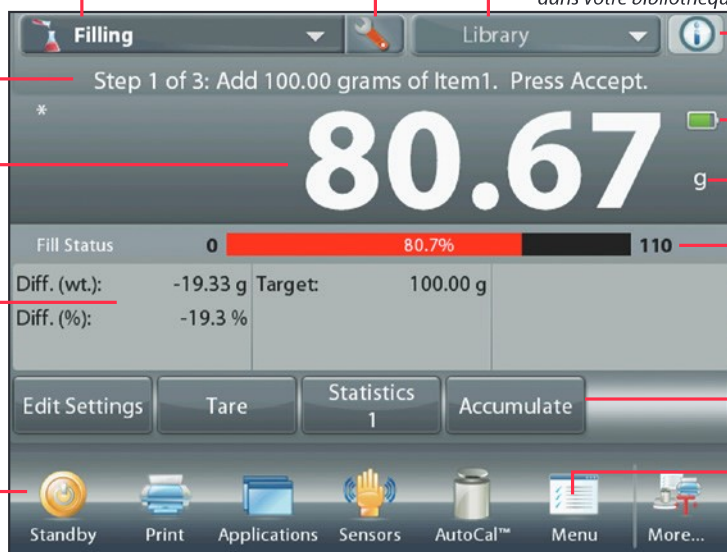 dans votre bibliothèqu
Filling Library
Step 1 of 3: Add 100.00 grams of Item1. Press Accept.
*
80.67
g
Fill Status 0 80.7% 110
Diff. (wt.): -19.33 g Target: 100.00 g
Diff. (%): -19.3 %
Edit Settings Tare Statistics 1 Accumulate
Standby Print Applications Sensors AutoCal™ Menu More...